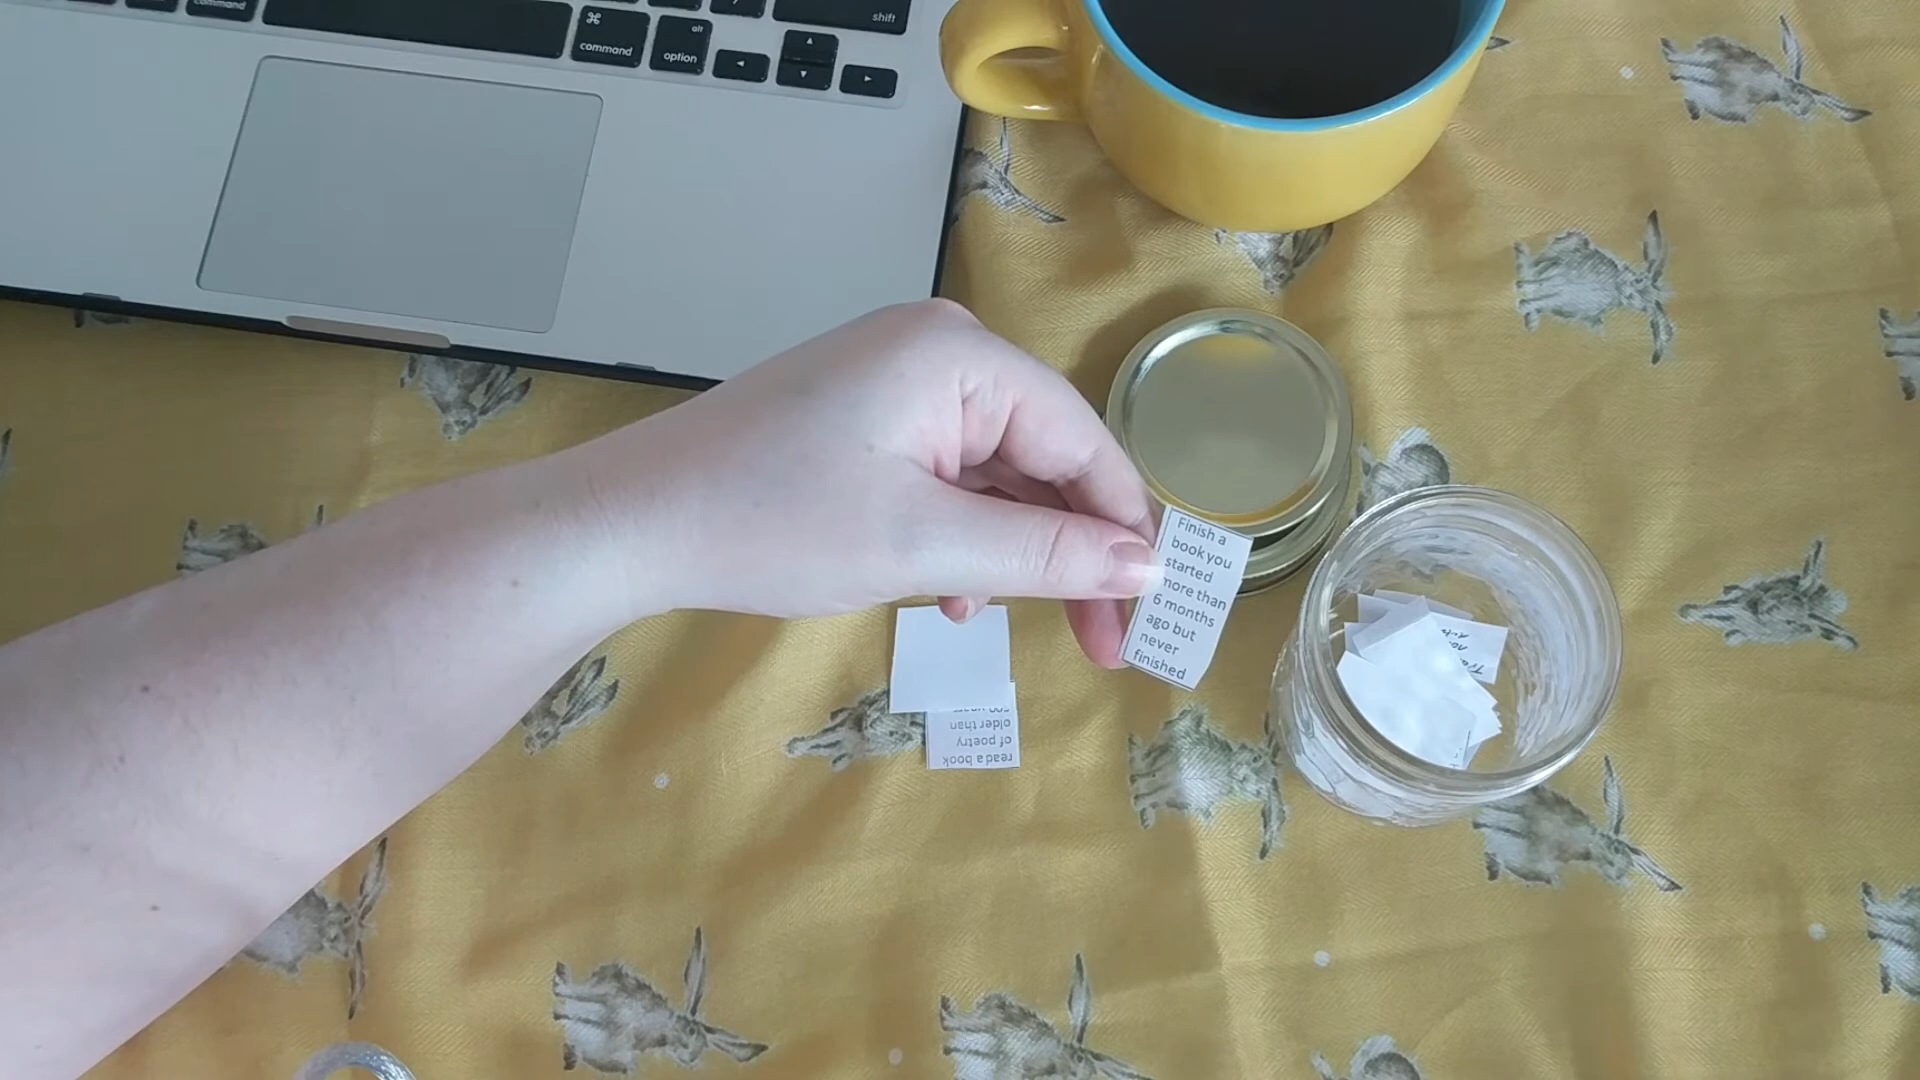 command
shift
alt
command
option
Finish a
book you
started
more than
6 months
ago but
never
finished
read a book
of poetry
older than